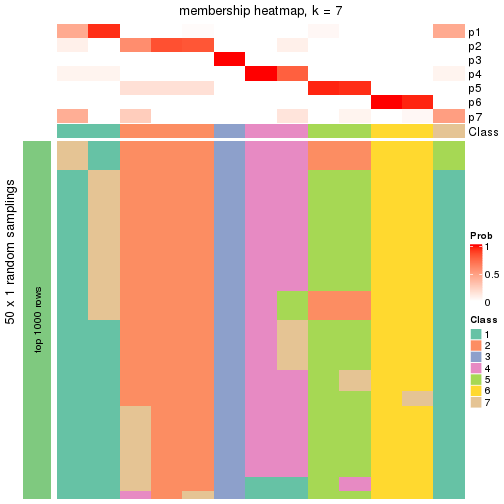 membership heatmap, k = 7
p1
p2
p3
p4
p5
p6
p7
Class
50 x 1 random samplings
top 1000 rows
Prob
1
0.5
0
Class
1
2
3
4
5
6
7